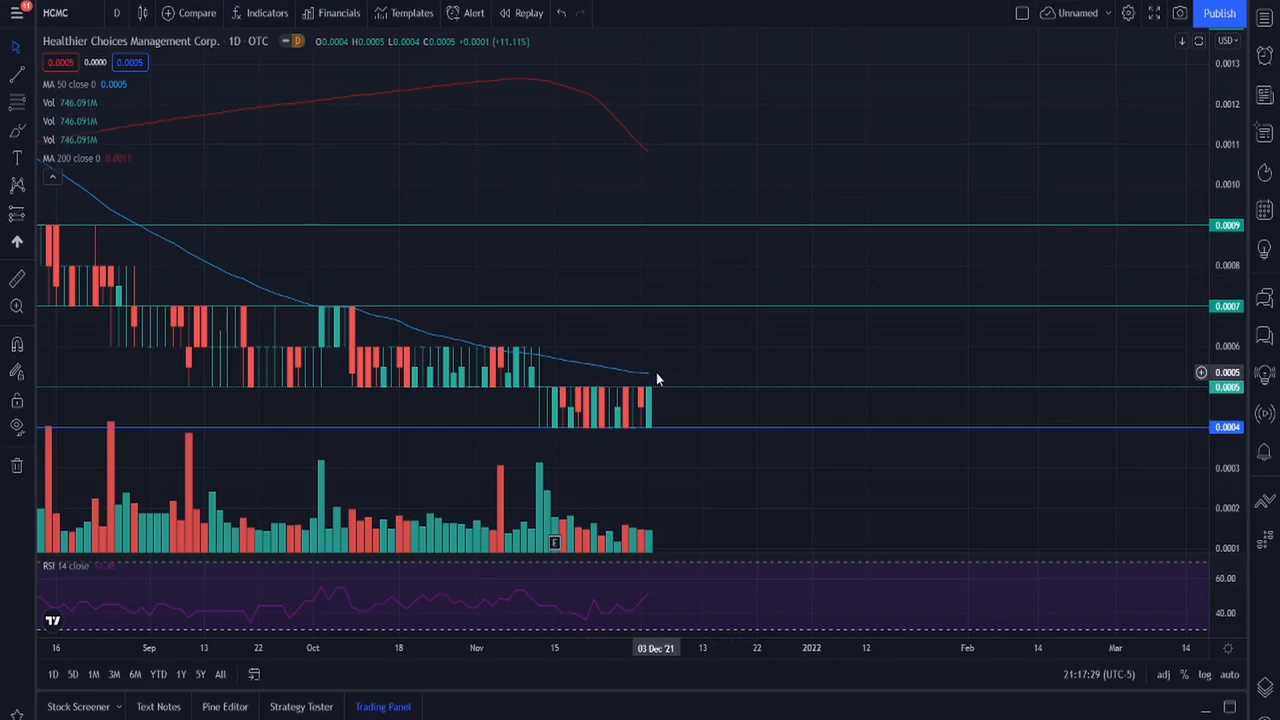 11
HCMC D Compare Indicators Financials Templates Alert Replay Unnamed Publish
Healthier Choices Management Corp. 1D OTC D O0.0004 H0.0005 L0.0004 C0.0005 +0.0001 (+11.11%) USD
0.0005 0.0000 0.0005
MA 50 close 0 0.0005
Vol 746.091M
Vol 746.091M
Vol 746.091M
MA 200 close 0 0.0011
0.0013
0.0012
0.0011
0.0010
0.0009
0.0008
0.0007
0.0006
0.0005
0.0005
0.0004
0.0003
0.0002
0.0001
E
RSI 14 close
60.00
40.00
16 Sep 13 22 Oct 18 Nov 15 03 Dec '21 13 22 2022 12 Feb 14 Mar 14
1D 5D 1M 3M 6M YTD 1Y 5Y All 21:17:29 (UTC-5) adj % log auto
Stock Screener Text Notes Pine Editor Strategy Tester Trading Panel